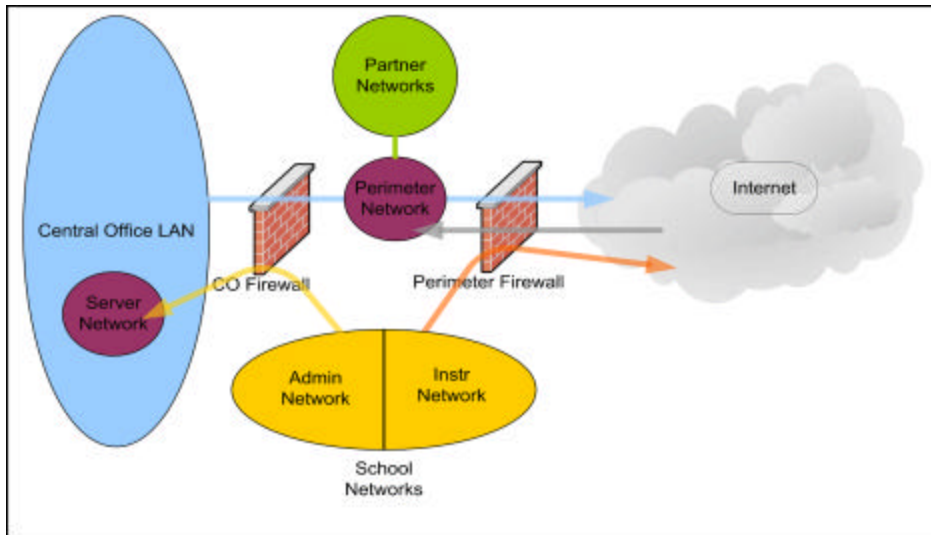 Partner
Networks
Perimeter
Network
Internet
Central Office LAN
CO Firewall
Perimeter Firewall
Server
Network
Admin
Network
Instr
Network
School
Networks